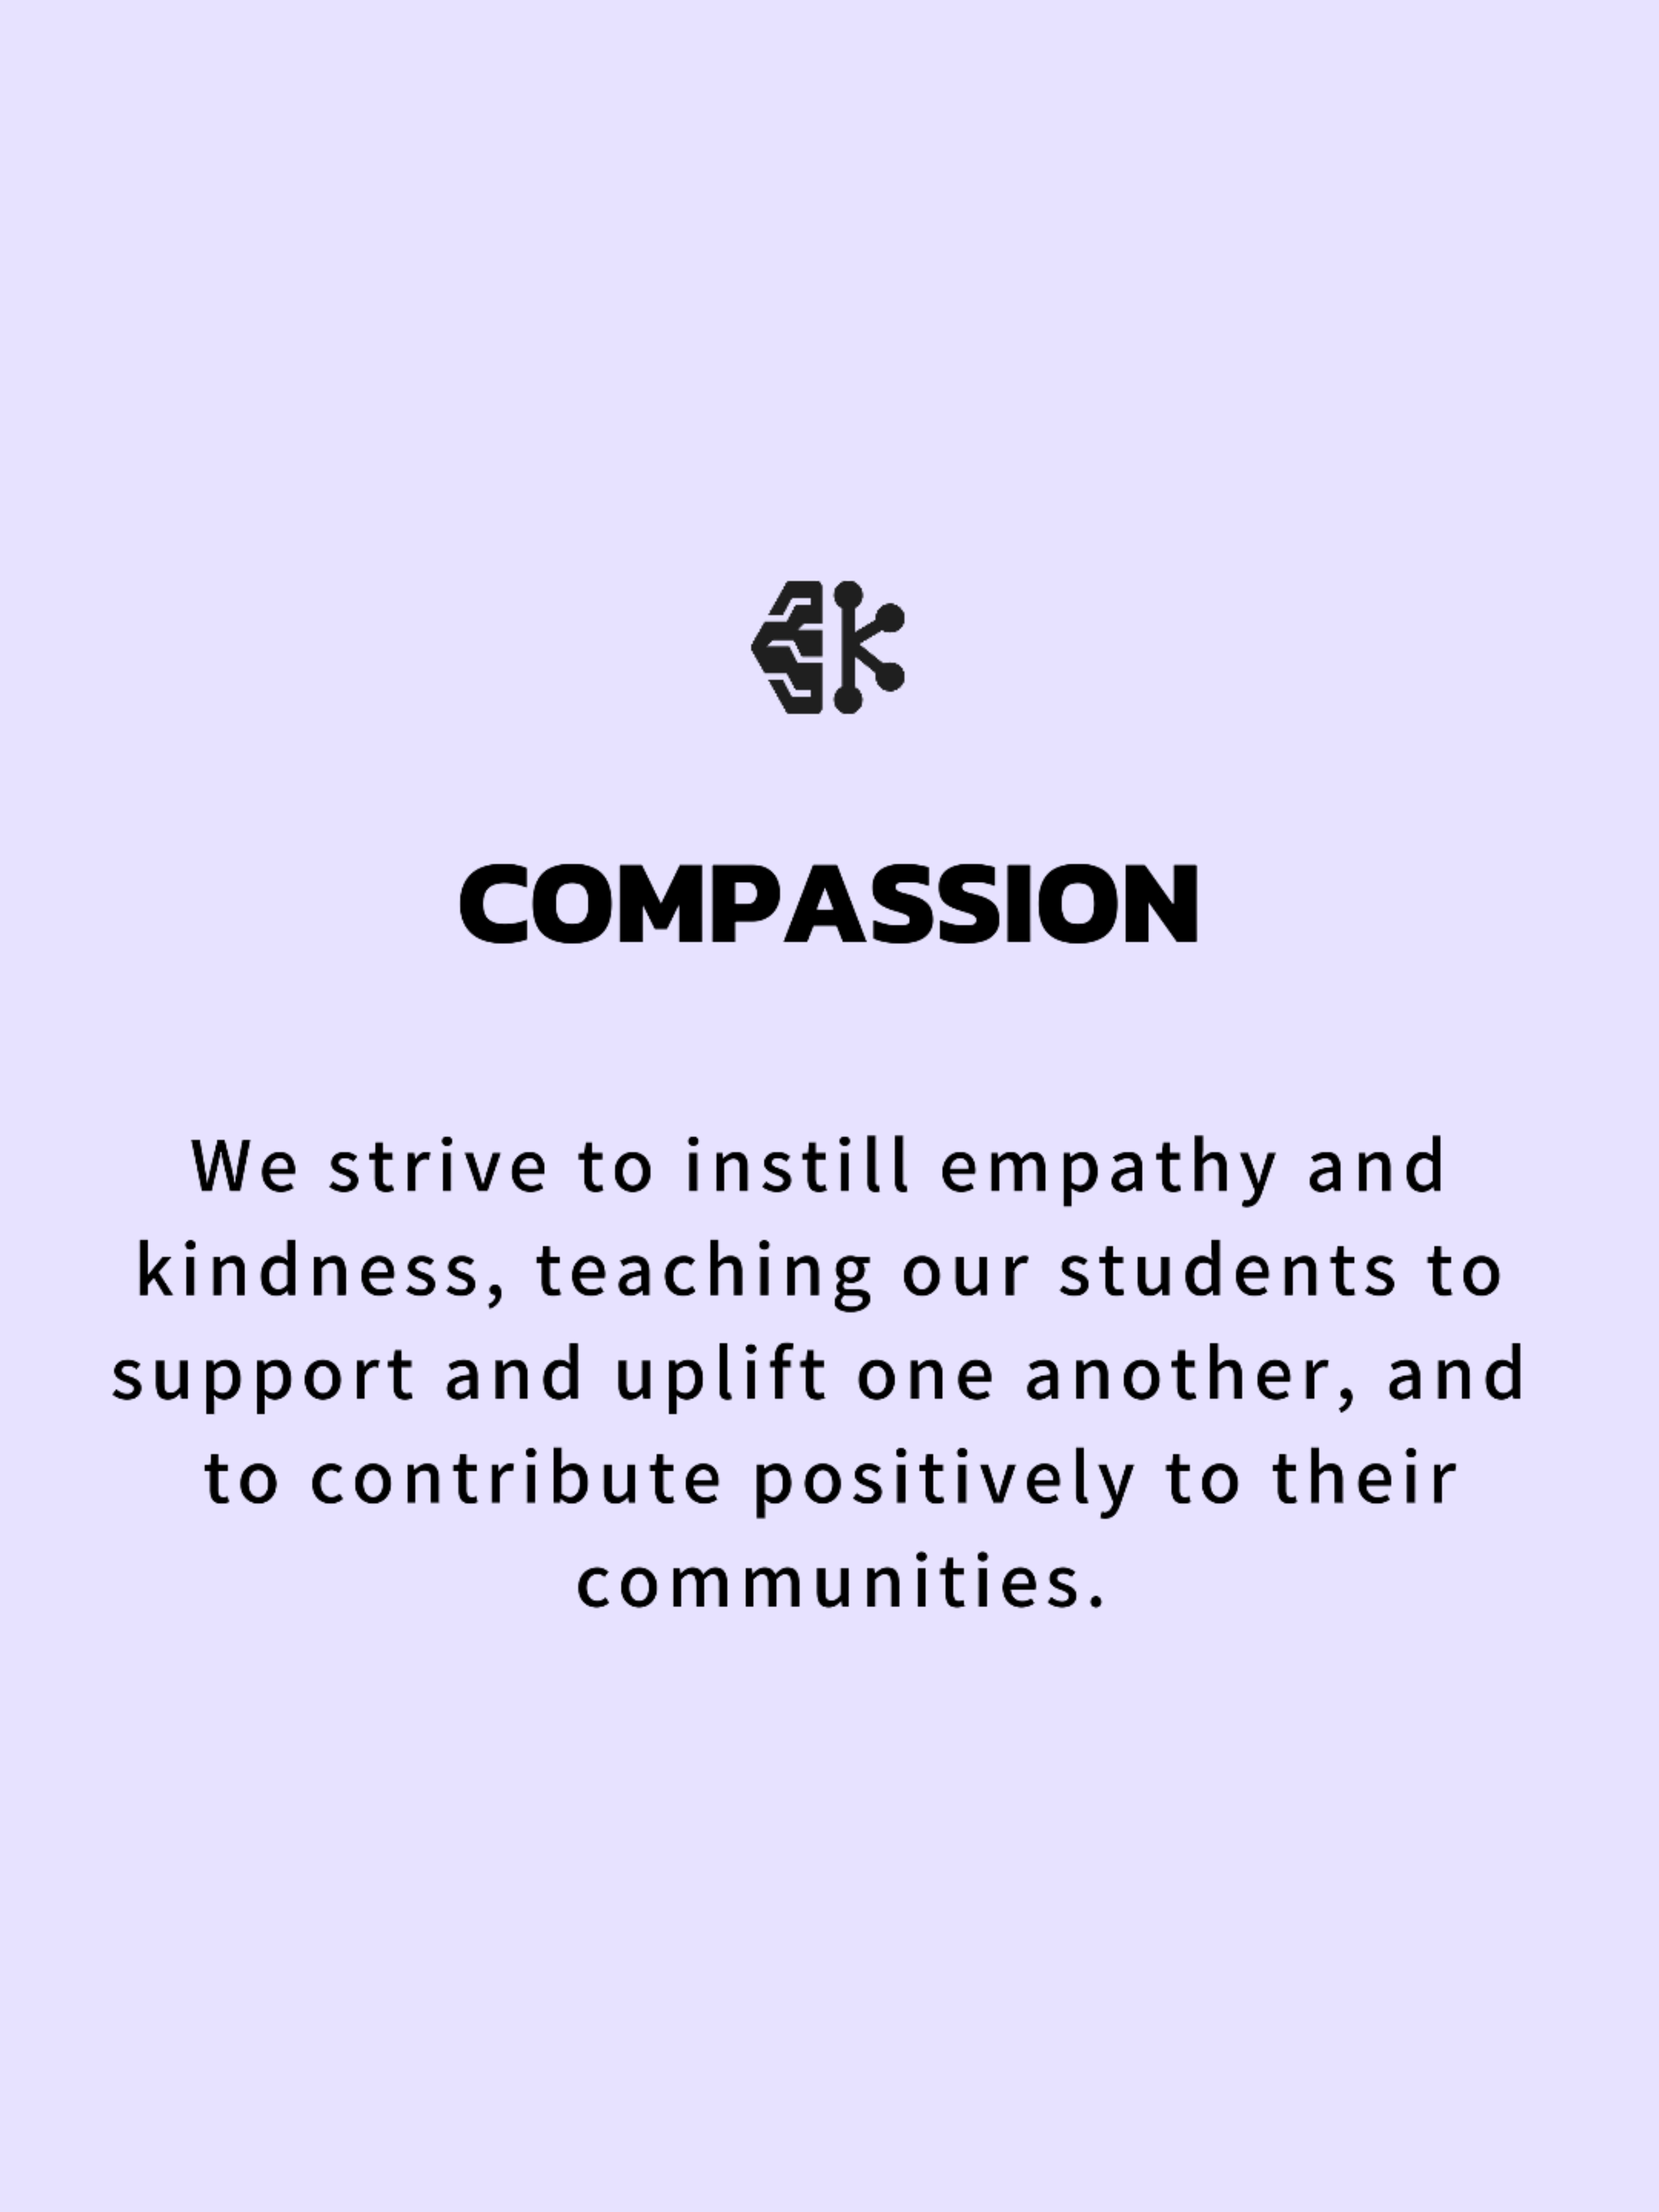 COMPASSION
We strive to instill empathy and
kindness, teaching our students to
support and uplift one another, and
to contribute positively to their
communities.